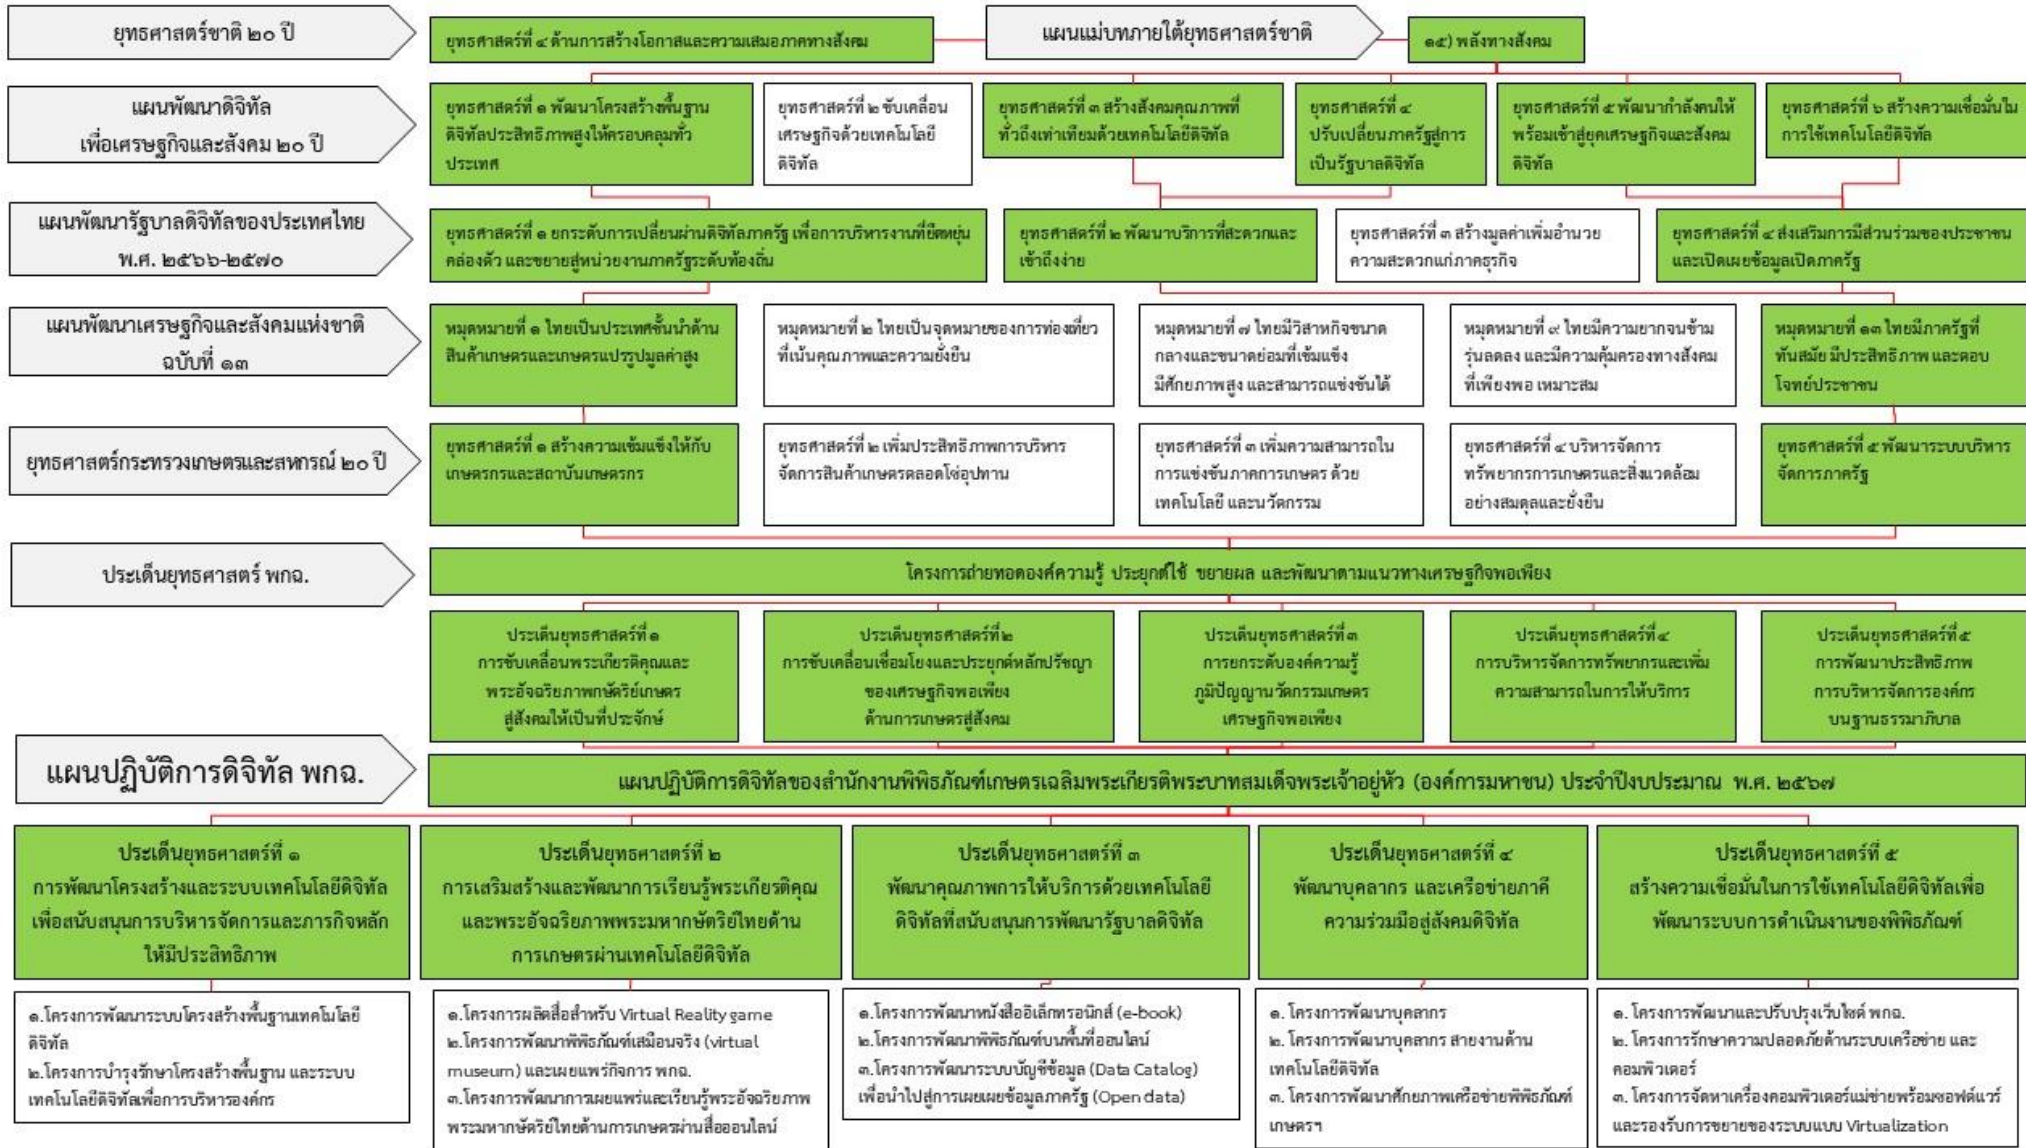 ยุทธศาสตร์ชาติ ๒๐ ปี
ยุทธศาสตร์ที่ ๔ ด้านการสร้างโอกาสและความเสมอภาคทางสังคม
แผนแม่บทภายใต้ยุทธศาสตร์ชาติ
๑๕) พลังทางสังคม
แผนพัฒนาดิจิทัล
เพื่อเศรษฐกิจและสังคม ๒๐ ปี
ยุทธศาสตร์ที่ ๑ พัฒนาโครงสร้างพื้นฐาน
ดิจิทัลประสิทธิภาพสูงให้ครอบคลุมทั่ว
ประเทศ
ยุทธศาสตร์ที่ ๒ ขับเคลื่อน
เศรษฐกิจด้วยเทคโนโลยี
ดิจิทัล
ยุทธศาสตร์ที่ ๓ สร้างสังคมคุณภาพที่
ทั่วถึงเท่าเทียมด้วยเทคโนโลยีดิจิทัล
ยุทธศาสตร์ที่ ๔
ปรับเปลี่ยนภาครัฐสู่การ
เป็นรัฐบาลดิจิทัล
ยุทธศาสตร์ที่ ๕ พัฒนากำลังคนให้
พร้อมเข้าสู่ยุคเศรษฐกิจและสังคม
ดิจิทัล
ยุทธศาสตร์ที่ ๖ สร้างความเชื่อมั่นใน
การใช้เทคโนโลยีดิจิทัล
แผนพัฒนารัฐบาลดิจิทัลของประเทศไทย
พ.ศ. ๒๕๖๖-๒๕๗๐
ยุทธศาสตร์ที่ ๑ ยกระดับการเปลี่ยนผ่านดิจิทัลภาครัฐ เพื่อการบริหารงานที่ยืดหยุ่น
คล่องตัว และขยายสู่หน่วยงานภาครัฐระดับท้องถิ่น
ยุทธศาสตร์ที่ ๒ พัฒนาบริการที่สะดวกและ
เข้าถึงง่าย
ยุทธศาสตร์ที่ ๓ สร้างมูลค่าเพิ่มอำนวย
ความสะดวกแก่ภาคธุรกิจ
ยุทธศาสตร์ที่ ๔ ส่งเสริมการมีส่วนร่วมของประชาชน
และเปิดเผยข้อมูลเปิดภาครัฐ
แผนพัฒนาเศรษฐกิจและสังคมแห่งชาติ
ฉบับที่ ๑๓
หมุดหมายที่ ๑ ไทยเป็นประเทศชั้นนำด้าน
สินค้าเกษตรและเกษตรแปรรูปมูลค่าสูง
หมุดหมายที่ ๒ ไทยเป็นจุดหมายของการท่องเที่ยว
ที่เน้นคุณภาพและความยั่งยืน
หมุดหมายที่ ๗ ไทยมีวิสาหกิจขนาด
กลางและขนาดย่อมที่เข้มแข็ง
มีศักยภาพสูง และสามารถแข่งขันได้
หมุดหมายที่ ๙ ไทยมีความยากจนข้าม
รุ่นลดลง และมีความคุ้มครองทางสังคม
ที่เพียงพอ เหมาะสม
หมุดหมายที่ ๑๓ ไทยมีภาครัฐที่
ทันสมัย มีประสิทธิภาพ และตอบ
โจทย์ประชาชน
ยุทธศาสตร์กระทรวงเกษตรและสหกรณ์ ๒๐ ปี
ยุทธศาสตร์ที่ ๑ สร้างความเข้มแข็งให้กับ
เกษตรกรและสถาบันเกษตรกร
ยุทธศาสตร์ที่ ๒ เพิ่มประสิทธิภาพการบริหาร
จัดการสินค้าเกษตรตลอดโซ่อุปทาน
ยุทธศาสตร์ที่ ๓ เพิ่มความสามารถใน
การแข่งขันภาคการเกษตร ด้วย
เทคโนโลยี และนวัตกรรม
ยุทธศาสตร์ที่ ๔ บริหารจัดการ
ทรัพยากรการเกษตรและสิ่งแวดล้อม
อย่างสมดุลและยั่งยืน
ยุทธศาสตร์ที่ ๕ พัฒนาระบบบริหาร
จัดการภาครัฐ
ประเด็นยุทธศาสตร์ พกฉ.
โครงการถ่ายทอดองค์ความรู้ ประยุกต์ใช้ ขยายผล และพัฒนาตามแนวทางเศรษฐกิจพอเพียง
ประเด็นยุทธศาสตร์ที่ ๑
การขับเคลื่อนพระเกียรติคุณและ
พระอัจฉริยภาพกษัตริย์เกษตร
สู่สังคมให้เป็นที่ประจักษ์
ประเด็นยุทธศาสตร์ที่ ๒
การขับเคลื่อนเชื่อมโยงและประยุกต์หลักปรัชญา
ของเศรษฐกิจพอเพียง
ด้านการเกษตรสู่สังคม
ประเด็นยุทธศาสตร์ที่ ๓
การยกระดับองค์ความรู้
ภูมิปัญญานวัตกรรมเกษตร
เศรษฐกิจพอเพียง
ประเด็นยุทธศาสตร์ที่ ๔
การบริหารจัดการทรัพยากรและเพิ่ม
ความสามารถในการให้บริการ
ประเด็นยุทธศาสตร์ที่ ๕
การพัฒนาประสิทธิภาพ
การบริหารจัดการองค์กร
บนฐานธรรมาภิบาล
แผนปฏิบัติการดิจิทัล พกฉ.
แผนปฏิบัติการดิจิทัลของสำนักงานพิพิธภัณฑ์เกษตรเฉลิมพระเกียรติพระบาทสมเด็จพระเจ้าอยู่หัว (องค์การมหาชน) ประจำปีงบประมาณ พ.ศ. ๒๕๖๗
ประเด็นยุทธศาสตร์ที่ ๑
การพัฒนาโครงสร้างและระบบเทคโนโลยีดิจิทัล
เพื่อสนับสนุนการบริหารจัดการและภารกิจหลัก
ให้มีประสิทธิภาพ
ประเด็นยุทธศาสตร์ที่ ๒
การเสริมสร้างและพัฒนาการเรียนรู้พระเกียรติคุณ
และพระอัจฉริยภาพพระมหากษัตริย์ไทยด้าน
การเกษตรผ่านเทคโนโลยีดิจิทัล
ประเด็นยุทธศาสตร์ที่ ๓
พัฒนาคุณภาพการให้บริการด้วยเทคโนโลยี
ดิจิทัลที่สนับสนุนการพัฒนารัฐบาลดิจิทัล
ประเด็นยุทธศาสตร์ที่ ๔
พัฒนาบุคลากร และเครือข่ายภาคี
ความร่วมมือสู่สังคมดิจิทัล
ประเด็นยุทธศาสตร์ที่ ๕
สร้างความเชื่อมั่นในการใช้เทคโนโลยีดิจิทัลเพื่อ
พัฒนาระบบการดำเนินงานของพิพิธภัณฑ์
๑.โครงการพัฒนาระบบโครงสร้างพื้นฐานเทคโนโลยี
ดิจิทัล
๒.โครงการบำรุงรักษาโครงสร้างพื้นฐาน และระบบ
เทคโนโลยีดิจิทัลเพื่อการบริหารองค์กร
๑.โครงการผลิตสื่อสำหรับ Virtual Reality game
๒.โครงการพัฒนาพิพิธภัณฑ์เสมือนจริง (virtual
museum) และเผยแพร่กิจการ พกฉ.
๓.โครงการพัฒนาการเผยแพร่และเรียนรู้พระอัจฉริยภาพ
พระมหากษัตริย์ไทยด้านการเกษตรผ่านสื่อออนไลน์
๑.โครงการพัฒนาหนังสืออิเล็กทรอนิกส์ (e-book)
๒.โครงการพัฒนาพิพิธภัณฑ์บนพื้นที่ออนไลน์
๓.โครงการพัฒนาระบบบัญชีข้อมูล (Data Catalog)
เพื่อนำไปสู่การเผยเผยข้อมูลภาครัฐ (Open data)
๑. โครงการพัฒนาบุคลากร
๒. โครงการพัฒนาบุคลากร สายงานด้าน
เทคโนโลยีดิจิทัล
๓. โครงการพัฒนาศักยภาพเครือข่ายพิพิธภัณฑ์
เกษตรฯ
๑. โครงการพัฒนาและปรับปรุงเว็บไซต์ พกฉ.
๒. โครงการรักษาความปลอดภัยด้านระบบเครือข่าย และ
คอมพิวเตอร์
๓. โครงการจัดหาเครื่องคอมพิวเตอร์แม่ข่ายพร้อมซอฟต์แวร์
และรองรับการขยายของระบบแบบ Virtualization